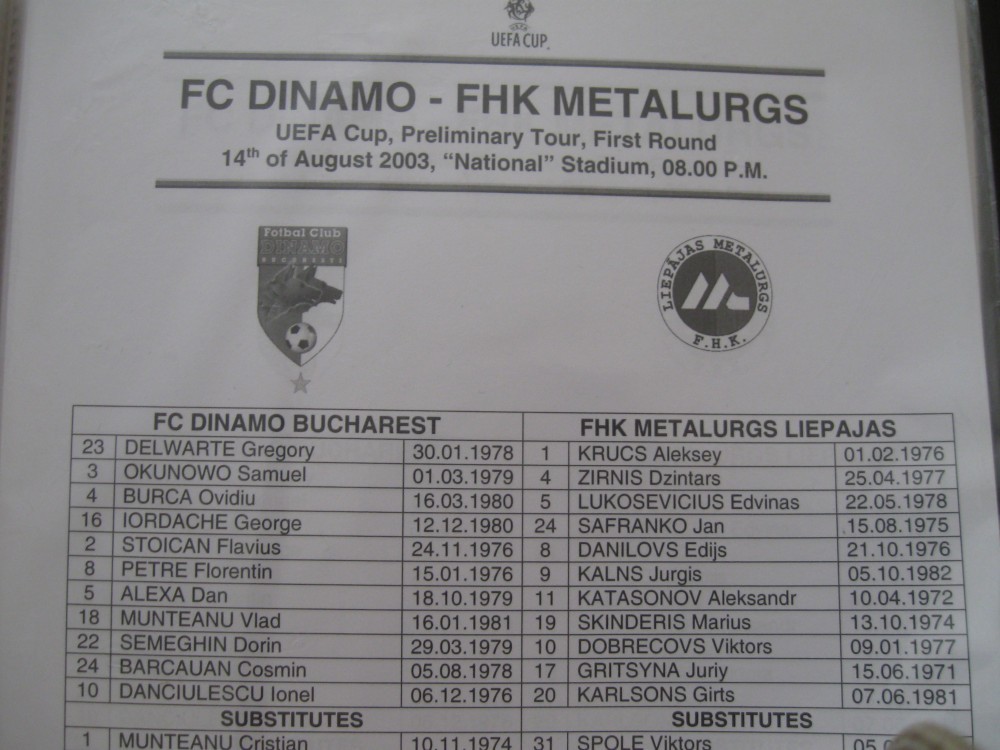 UEFA
UEFA CUP
FC DINAMO - FHK METALURGS
UEFA Cup, Preliminary Tour, First Round
14th of August 2003, “National” Stadium, 08.00 P.M.
Fotbal Club
DINAMO
BUCURESTI
LIEPĀJAS METALURGS
F.H.K.
FC DINAMO BUCHAREST FHK METALURGS LIEPAJAS
23 DELWARTE Gregory 30.01.1978 1 KRUCS Aleksey 01.02.1976
3 OKUNOWO Samuel 01.03.1979 4 ZIRNIS Dzintars 25.04.1977
4 BURCA Ovidiu 16.03.1980 5 LUKOSEVICIUS Edvinas 22.05.1978
16 IORDACHE George 12.12.1980 24 SAFRANKO Jan 15.08.1975
2 STOICAN Flavius 24.11.1976 8 DANILOVS Edijs 21.10.1976
8 PETRE Florentin 15.01.1976 9 KALNS Jurgis 05.10.1982
5 ALEXA Dan 18.10.1979 11 KATASONOV Aleksandr 10.04.1972
18 MUNTEANU Vlad 16.01.1981 19 SKINDERIS Marius 13.10.1974
22 SEMEGHIN Dorin 29.03.1979 10 DOBRECOVS Viktors 09.01.1977
24 BARCAUAN Cosmin 05.08.1978 17 GRITSYNA Juriy 15.06.1971
10 DANCIULESCU Ionel 06.12.1976 20 KARLSONS Girts 07.06.1981
SUBSTITUTES SUBSTITUTES
1 MUNTEANU Cristian 10.11.1974 31 SPOLE Viktors